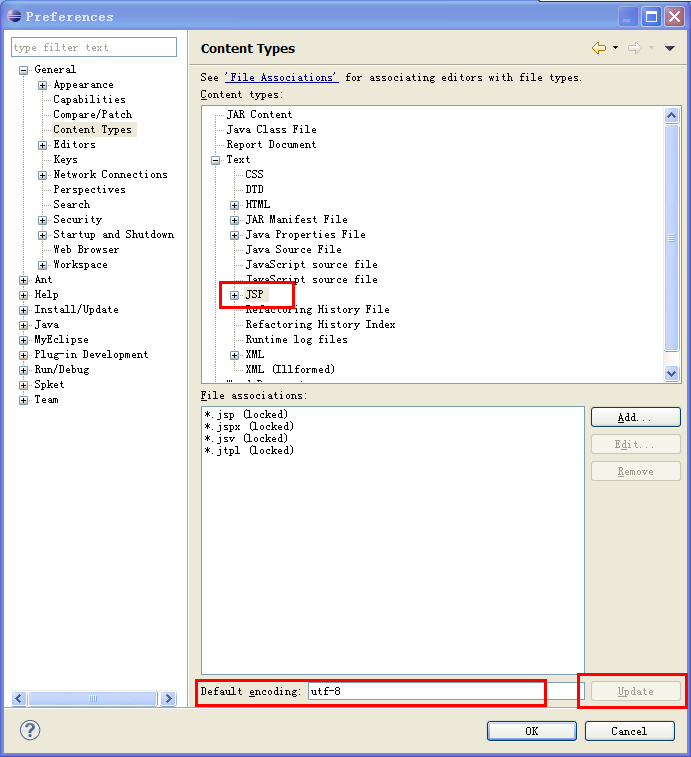 Preferences
type filter text
General
Appearance
Capabilities
Compare/Patch
Content Types
Editors
Keys
Network Connections
Perspectives
Search
Security
Startup and Shutdown
Web Browser
Workspace
Ant
Help
Install/Update
Java
MyEclipse
Plug-in Development
Run/Debug
Spket
Team
Content Types
See 'File Associations' for associating editors with file types.
Content types:
JAR Content
Java Class File
Report Document
Text
CSS
DTD
HTML
JAR Manifest File
Java Properties File
Java Source File
JavaScript source file
JavaScript source file
JSP
Refactoring History File
Refactoring History Index
Runtime log files
XML
XML (Illformed)
File associations:
*.jsp (locked)
*.jspx (locked)
*.jsv (locked)
*.jtpl (locked)
Add...
Edit...
Remove
Default encoding: utf-8
Update
?
OK
Cancel